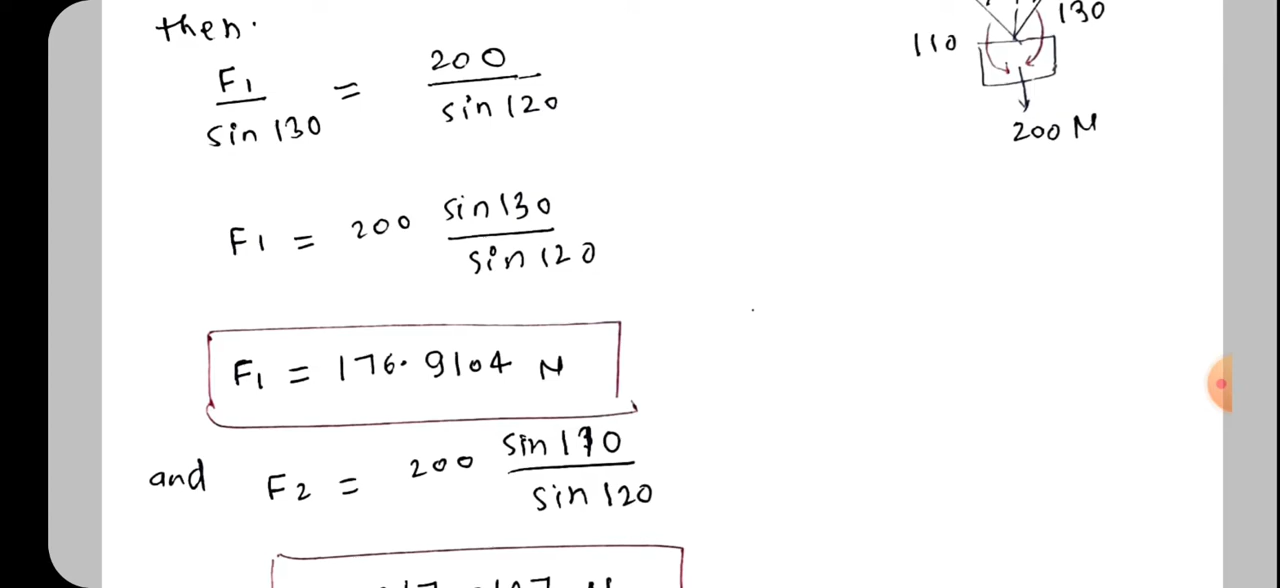 then.
F1 / sin 130 = 200 / sin 120
110
130
200 N
F1 = 200 sin 130 / sin 120
F1 = 176.9104 N
and F2 = 200 sin 110 / sin 120